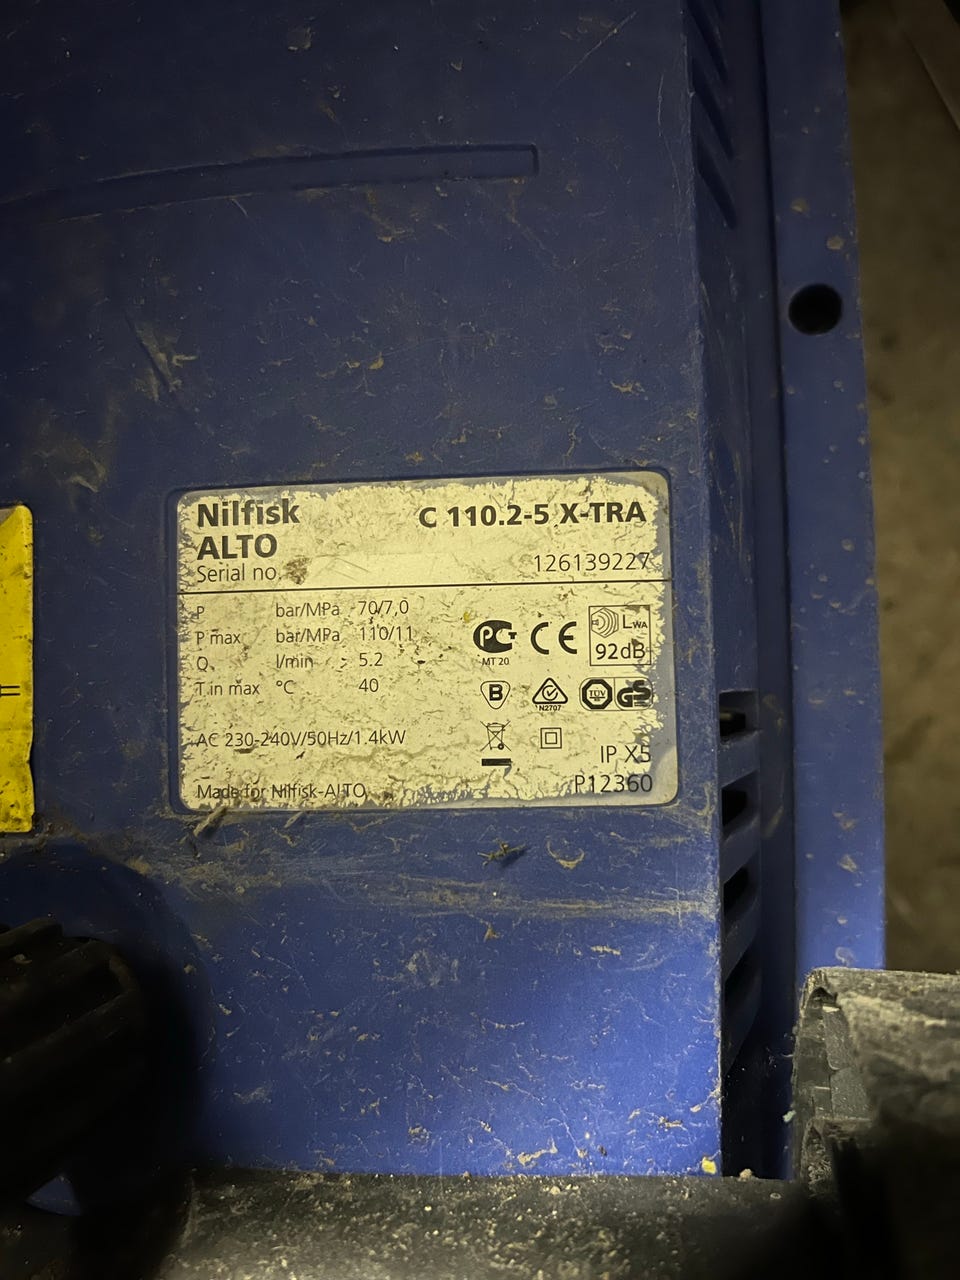 Nilfisk
ALTO
C 110.2-5 X-TRA
Serial no.
126139227
P bar/MPa 70/7,0
P max bar/MPa 110/11
Q l/min 5.2
T in max °C 40
AC 230-240V/50Hz/1.4kW
Made for Nilfisk-ALTO
PCT
MT 20
CE
LWA
92dB
B
N2707
TÜV
GS
IP X5
P12360